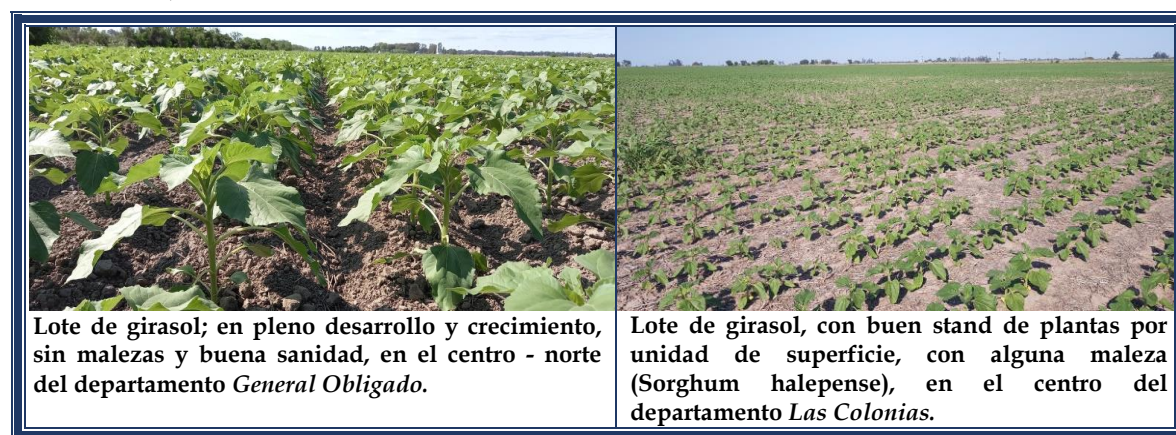 Lote de girasol; en pleno desarrollo y crecimiento,
sin malezas y buena sanidad, en el centro - norte
del departamento General Obligado.
Lote de girasol, con buen stand de plantas por
unidad de superficie, con alguna maleza
(Sorghum halepense), en el centro del
departamento Las Colonias.